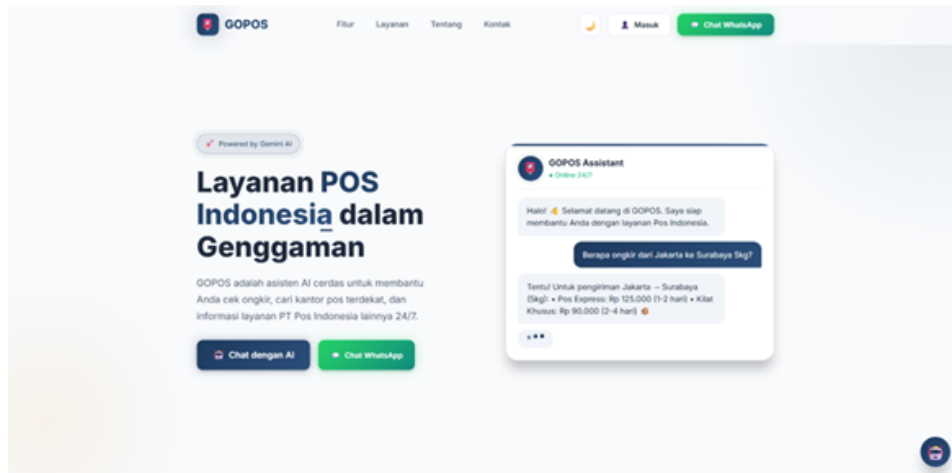 GOPOS
Fitur
Layanan
Tentang
Kontak
Masuk
Chat WhatsApp
Powered by Gemini AI
Layanan POS
Indonesia dalam
Genggaman
GOPOS adalah asisten AI cerdas untuk membantu
Anda cek ongkir, cari kantor pos terdekat, dan
informasi layanan PT Pos Indonesia lainnya 24/7.
Chat dengan AI
Chat WhatsApp
GOPOS Assistant
• Online 24/7
Halo! 👋 Selamat datang di GOPOS. Saya siap
membantu Anda dengan layanan Pos Indonesia.
Berapa ongkir dari Jakarta ke Surabaya 5kg?
Tentu! Untuk pengiriman Jakarta → Surabaya
(5kg): • Pos Express: Rp 125.000 (1-2 hari) • Kilat
Khusus: Rp 90.000 (2-4 hari) 📦